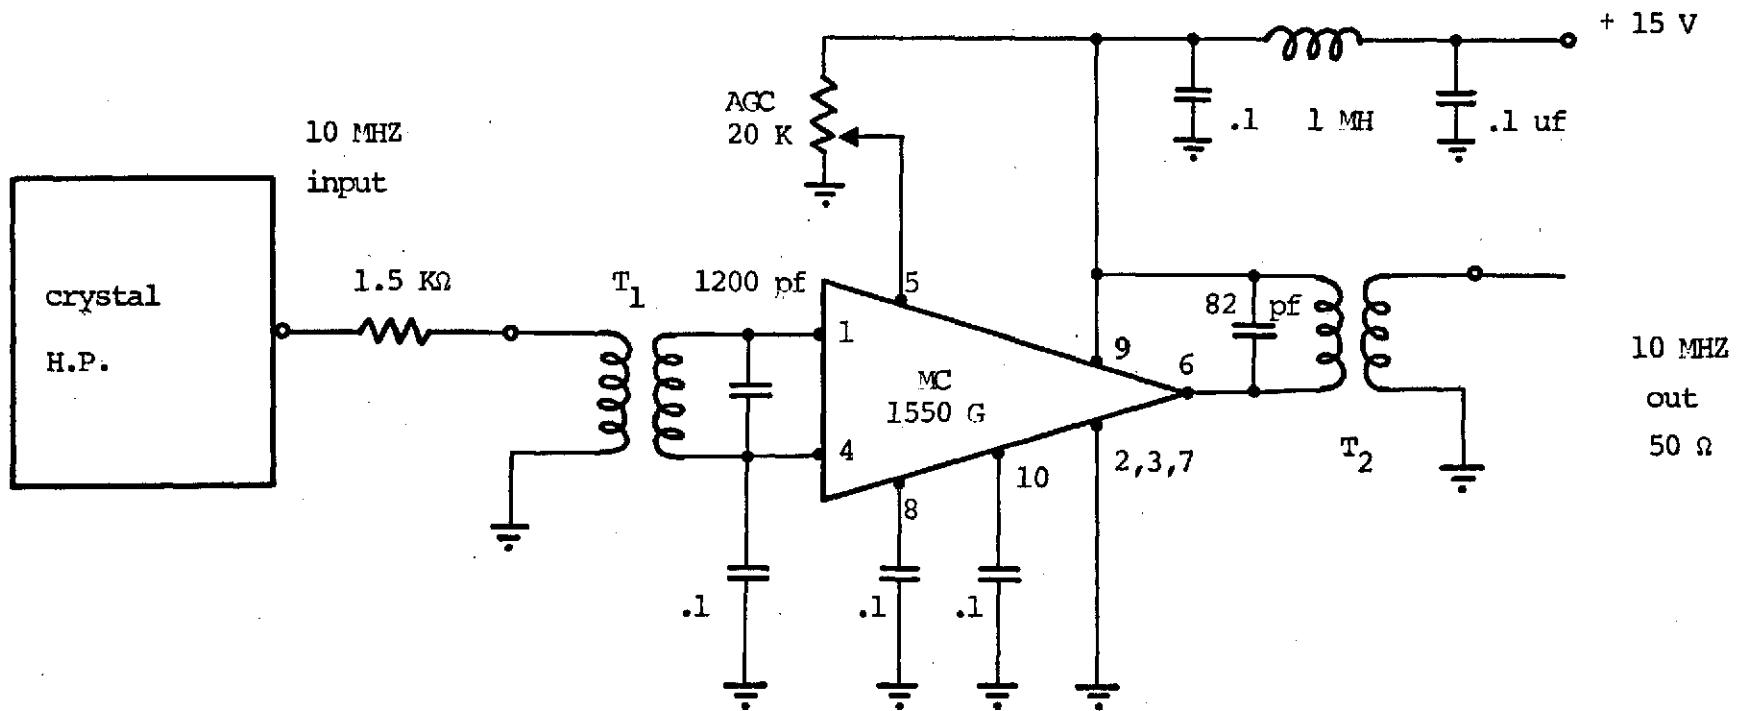 + 15 V
AGC
20 K
.1
1 MH
.1 uf
10 MHZ
input
crystal
H.P.
1.5 KΩ
T1
1200 pf
5
1
4
MC
1550 G
9
6
82 pf
T2
10 MHZ
out
50 Ω
2,3,7
10
8
.1
.1
.1